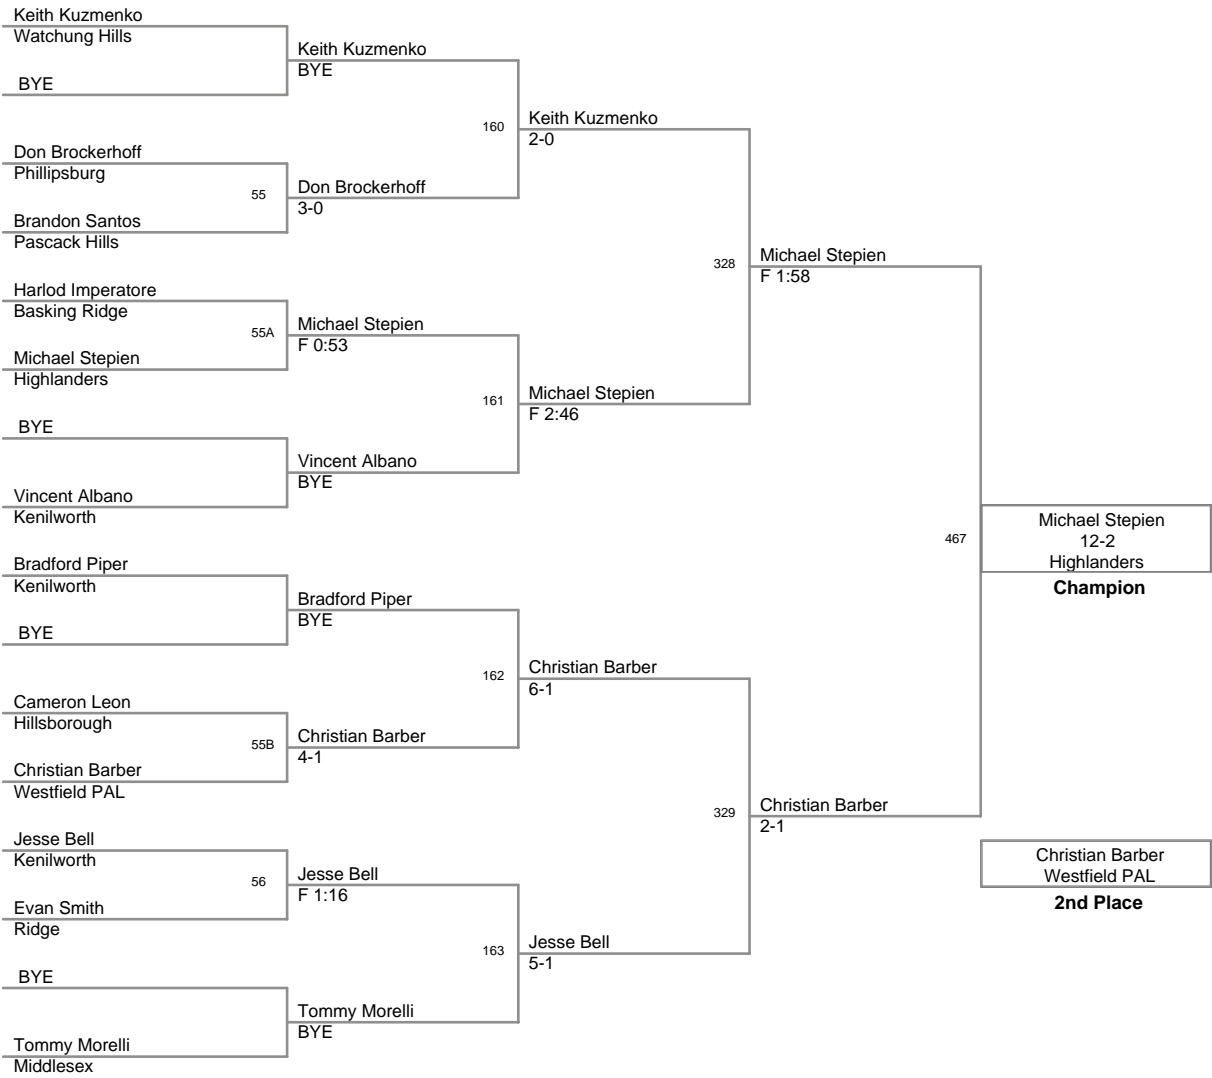 Keith Kuzmenko
Watchung Hills
BYE
Don Brockerhoff
Phillipsburg
Brandon Santos
Pascack Hills
Harlod Imperatore
Basking Ridge
Michael Stepien
Highlanders
BYE
Vincent Albano
Kenilworth
Bradford Piper
Kenilworth
BYE
Cameron Leon
Hillsborough
Christian Barber
Westfield PAL
Jesse Bell
Kenilworth
Evan Smith
Ridge
BYE
Tommy Morelli
Middlesex
55
55A
55B
56
Keith Kuzmenko
BYE
Don Brockerhoff
3-0
Michael Stepien
F 0:53
Vincent Albano
BYE
Bradford Piper
BYE
Christian Barber
4-1
Jesse Bell
F 1:16
Tommy Morelli
BYE
160
161
162
163
Keith Kuzmenko
2-0
Michael Stepien
F 2:46
Christian Barber
6-1
Jesse Bell
5-1
328
329
Michael Stepien
F 1:58
Christian Barber
2-1
467
Michael Stepien
12-2
Highlanders
Champion
Christian Barber
Westfield PAL
2nd Place